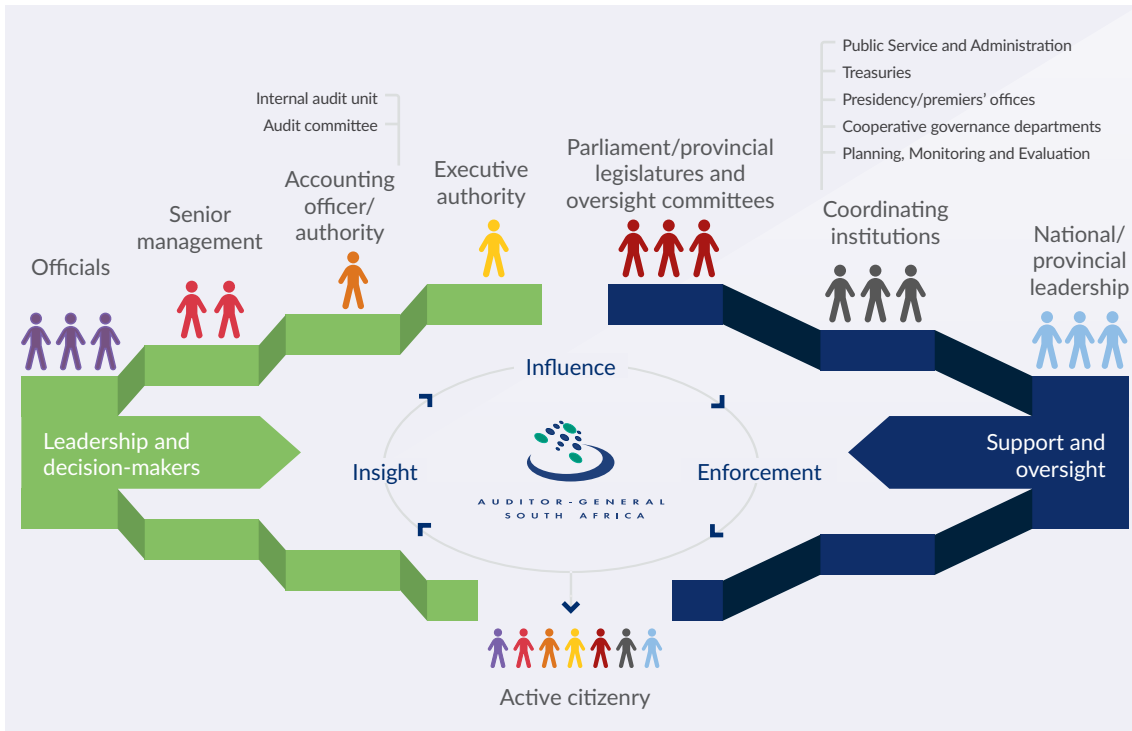 Public Service and Administration
Treasuries
Presidency/premiers' offices
Cooperative governance departments
Planning, Monitoring and Evaluation
Internal audit unit
Audit committee
Officials
Senior
management
Accounting
officer/
authority
Executive
authority
Parliament/provincial
legislatures and
oversight committees
Coordinating
institutions
National/
provincial
leadership
Leadership and
decision-makers
Influence
Insight
Enforcement
AUDITOR-GENERAL
SOUTH AFRICA
Support and
oversight
Active citizenry